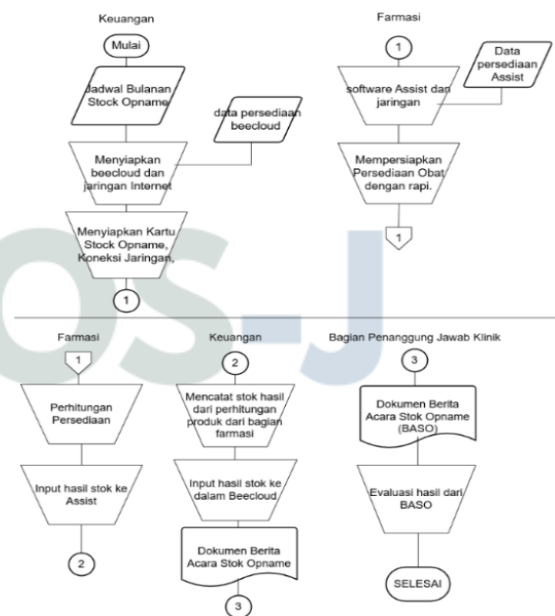 Keuangan
Mulai
Jadwal Bulanan
Stock Opname
data persediaan
beecloud
Menyiapkan
beecloud dan
jaringan Internet
Menyiapkan Kartu
Stock Opname,
Koneksi Jaringan,
1
Farmasi
1
Data
persediaan
Assist
software Assist dan
jaringan
Mempersiapkan
Persediaan Obat
dengan rapi.
1
OS-J
Farmasi
1
Perhitungan
Persediaan
Input hasil stok ke
Assist
2
Keuangan
2
Mencatat stok hasil
dari perhitungan
produk dari bagian
farmasi
Input hasil stok ke
dalam Beecloud
Dokumen Berita
Acara Stok Opname
3
Bagian Penanggung Jawab Klinik
3
Dokumen Berita
Acara Stok Opname
(BASO)
Evaluasi hasil dari
BASO
SELESAI